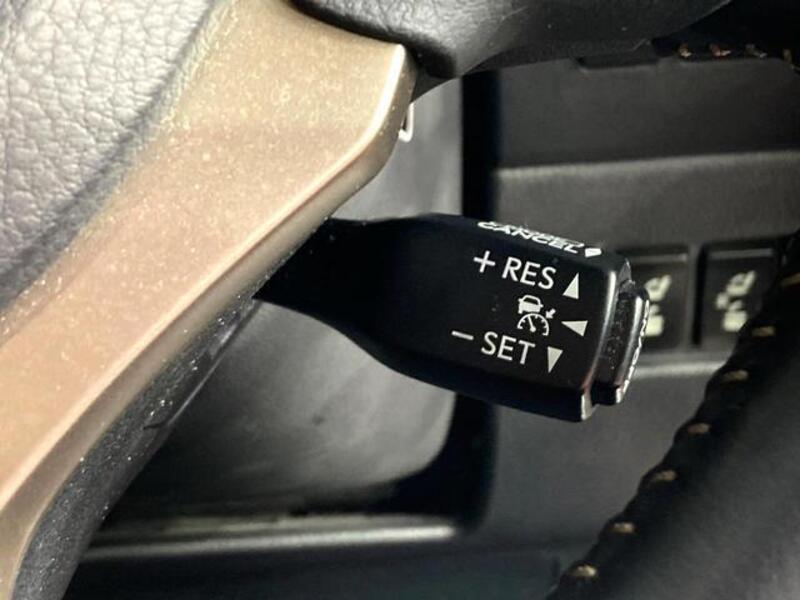 CANCEL
+ RES
- SET